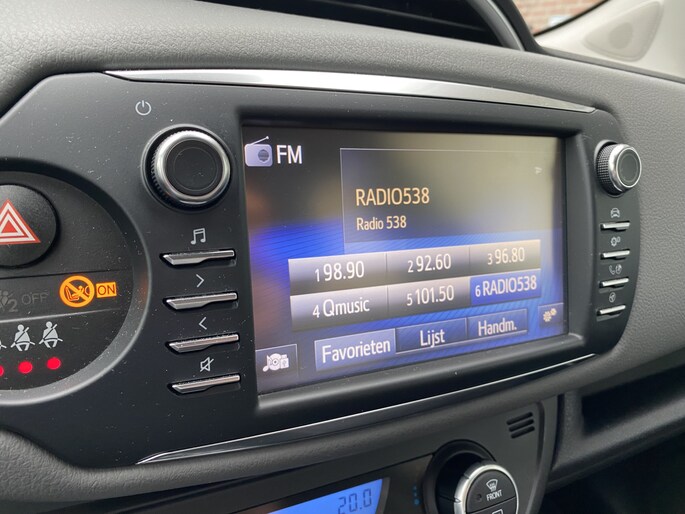 FM
RADIO538
Radio 538
1 98.90
2 92.60
3 96.80
4 Qmusic
5 101.50
6 RADIO538
Favorieten
Lijst
Handm.
2 OFF
ON
20.0
FRONT